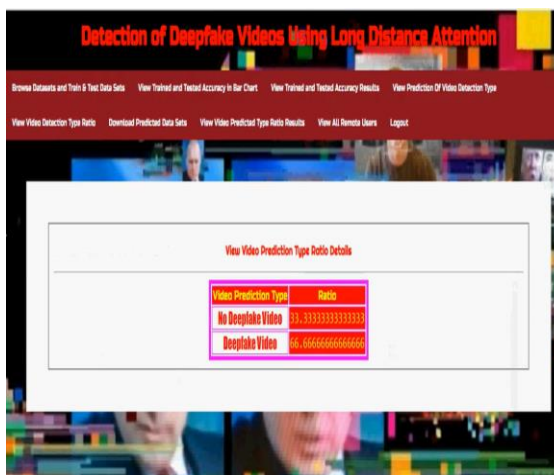 Detection of Deepfake Videos Using Long Distance Attention
Browse Datasets and Train & Test Data Sets View Trained and Tested Accuracy in Bar Chart View Trained and Tested Accuracy Results View Prediction Of Video Detection Type
View Video Detection Type Ratio Download Predicted Data Sets View Video Predicted Type Ratio Results View All Remote Users Logout
View Video Prediction Type Ratio Details
Video Prediction Type Ratio
No Deepfake Video 33.33333333333333
Deepfake Video 66.66666666666666